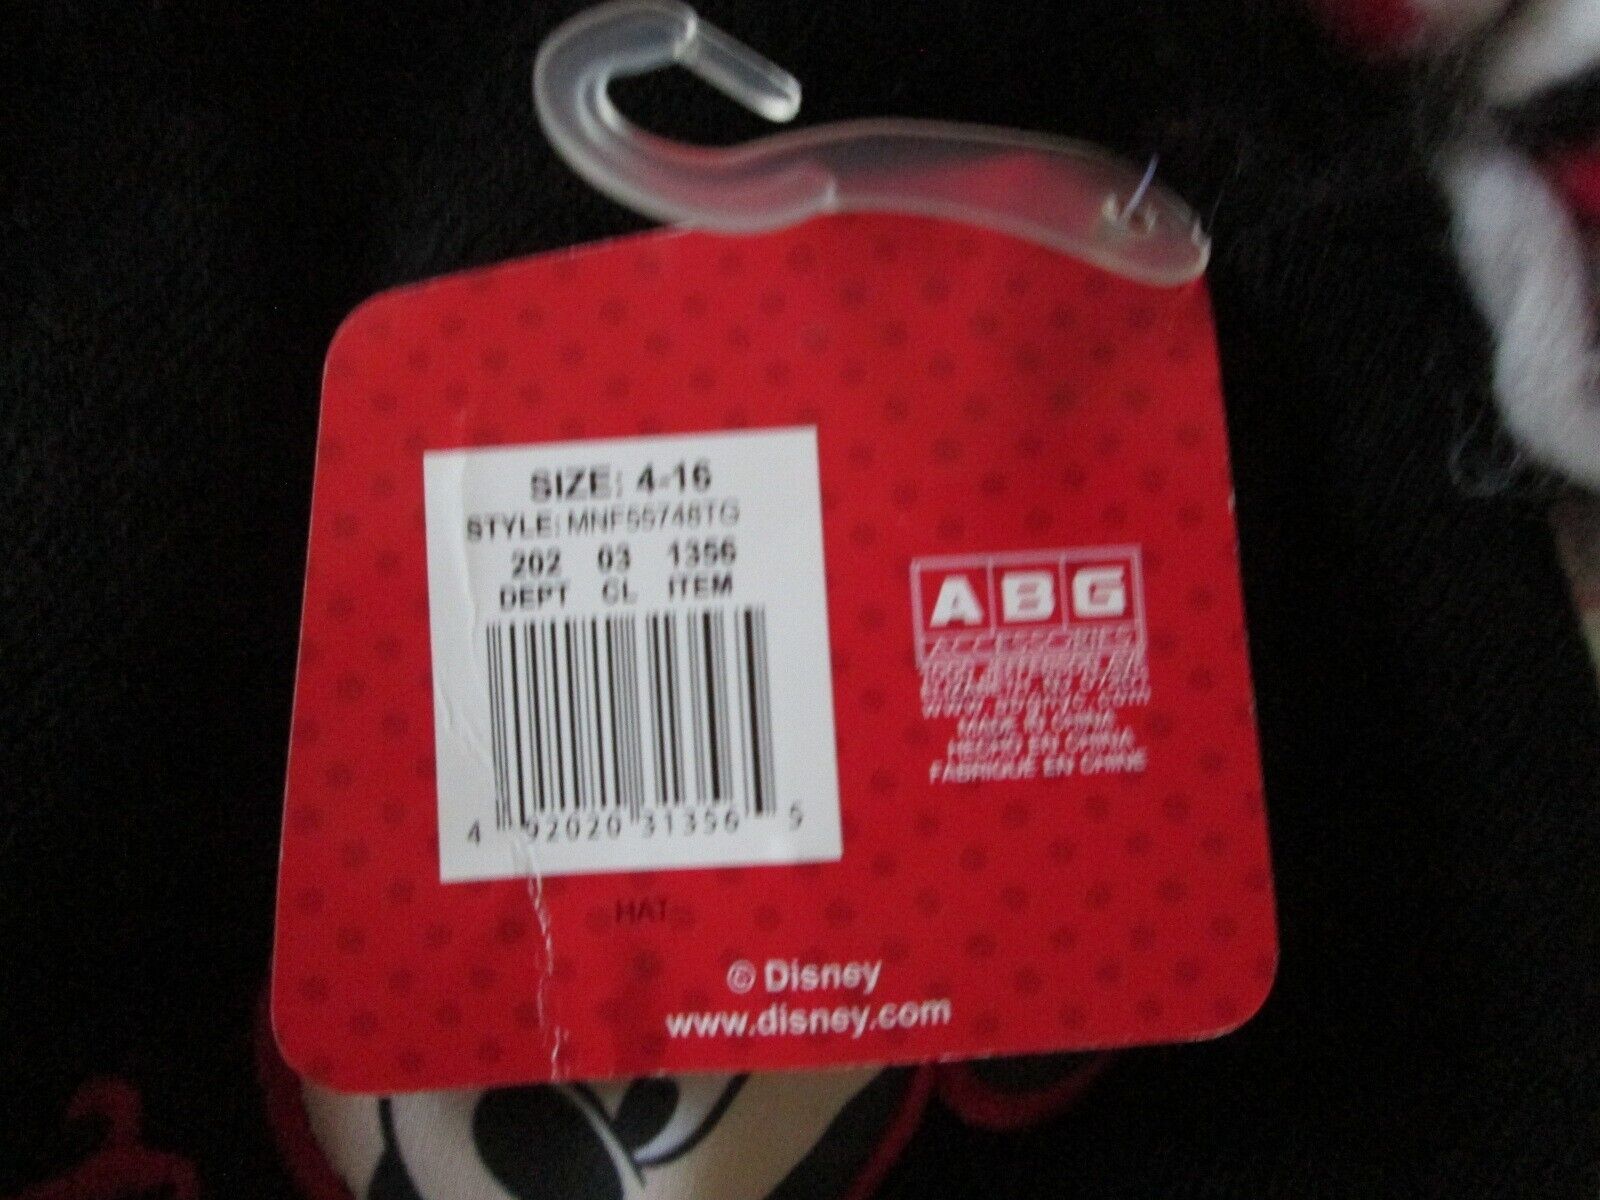 SIZE: 4-16
STYLE: MNF55748TG
202 03 1356
DEPT CL ITEM
4 92020 31356 5
HAT
© Disney
www.disney.com
ABG
ACCESSORIES
MADE IN CHINA
HECHO EN CHINA
FABRIQUE EN CHINE